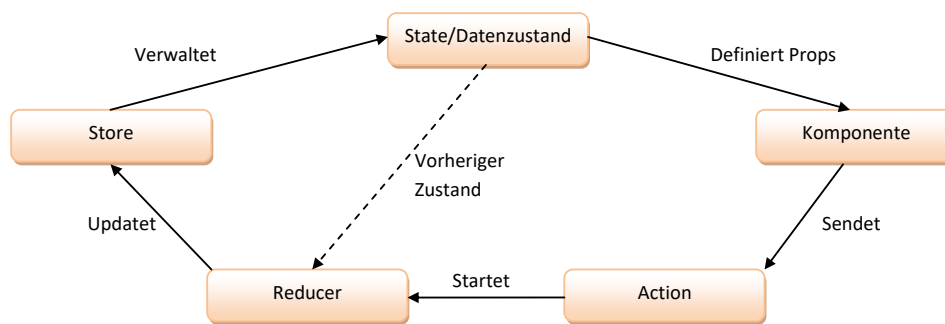 State/Datenzustand
Verwaltet
Definiert Props
Store
Komponente
Vorheriger
Zustand
Updatet
Sendet
Reducer
Startet
Action